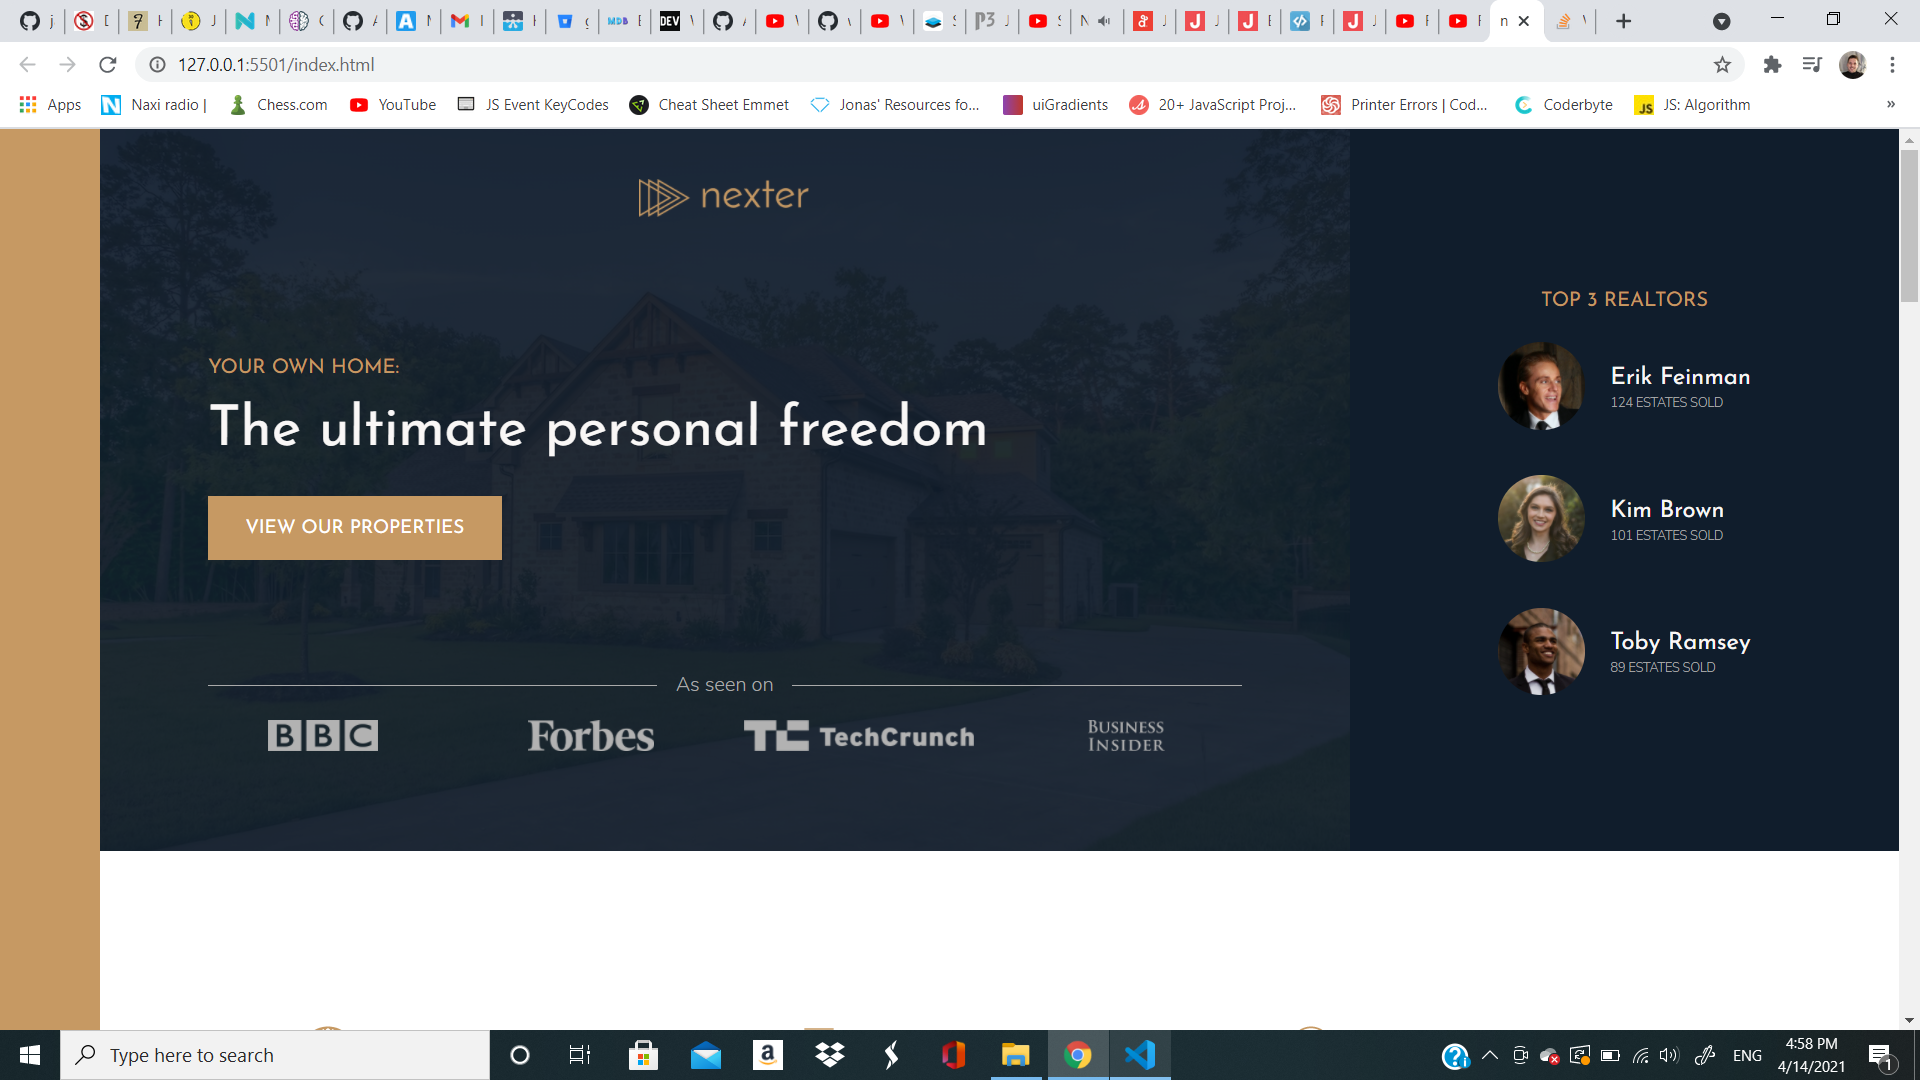 127.0.0.1:5501/index.html
Apps
Naxi radio |
Chess.com
YouTube
JS Event KeyCodes
Cheat Sheet Emmet
Jonas' Resources fo...
uiGradients
20+ JavaScript Proj...
Printer Errors | Cod...
Coderbyte
JS
JS: Algorithm
»
nexter
YOUR OWN HOME:
The ultimate personal freedom
VIEW OUR PROPERTIES
As seen on
BBC
Forbes
TechCrunch
BUSINESS
INSIDER
TOP 3 REALTORS
Erik Feinman
124 ESTATES SOLD
Kim Brown
101 ESTATES SOLD
Toby Ramsey
89 ESTATES SOLD
Type here to search
ENG
4:58 PM
4/14/2021
1